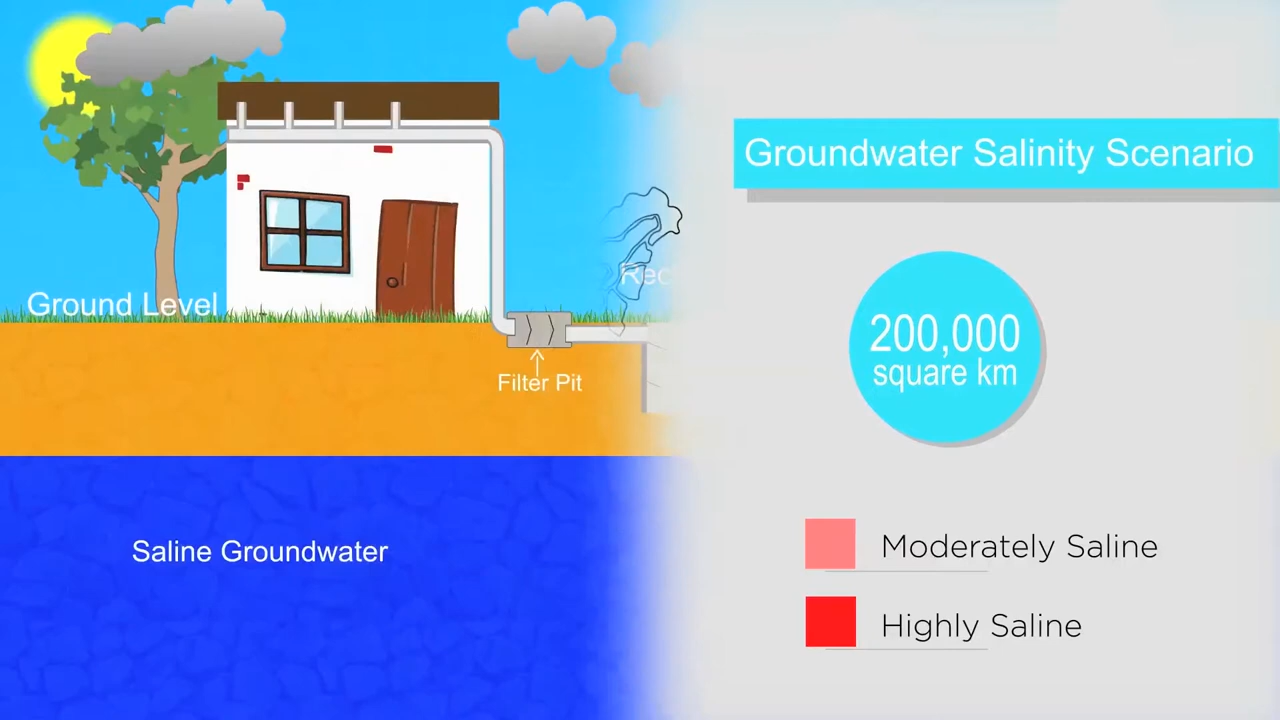 Groundwater Salinity Scenario
Ground Level
Filter Pit
Saline Groundwater
200,000
square km
Moderately Saline
Highly Saline